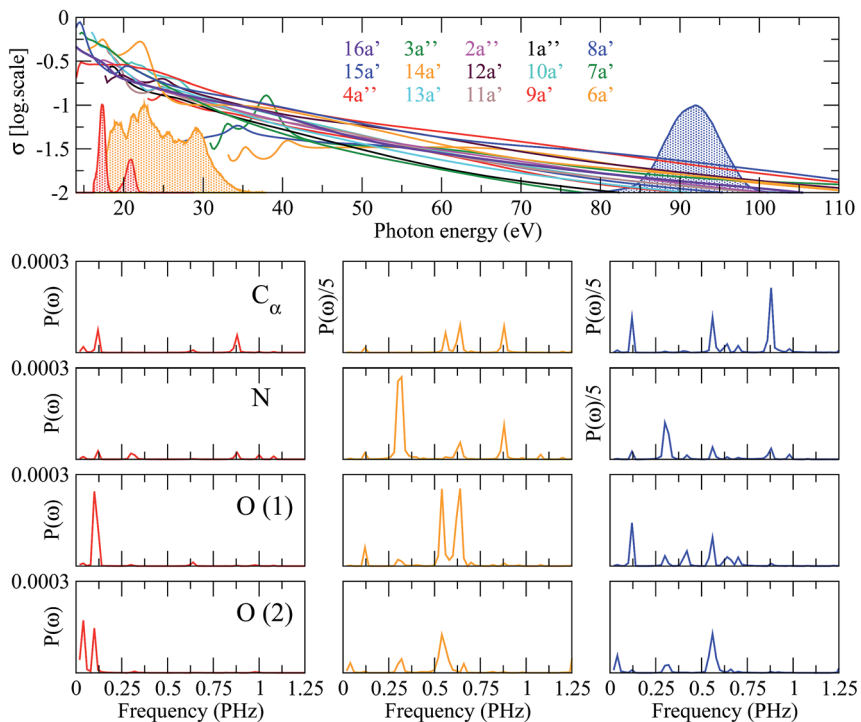 0
-0.5
-1
-1.5
-2
σ [log.scale]
16a' 3a'' 2a'' 1a'' 8a'
15a' 14a' 12a' 10a' 7a'
4a'' 13a' 11a' 9a' 6a'
20 30 40 50 60 70 80 90 100 110
Photon energy (eV)
0.0003
P(ω)
Cα
P(ω)/5
P(ω)/5
0.0003
P(ω)
N
P(ω)/5
0.0003
P(ω)
O (1)
0.0003
P(ω)
O (2)
0 0.25 0.5 0.75 1 1.25
0 0.25 0.5 0.75 1 1.25
0 0.25 0.5 0.75 1 1.25
Frequency (PHz) Frequency (PHz) Frequency (PHz)